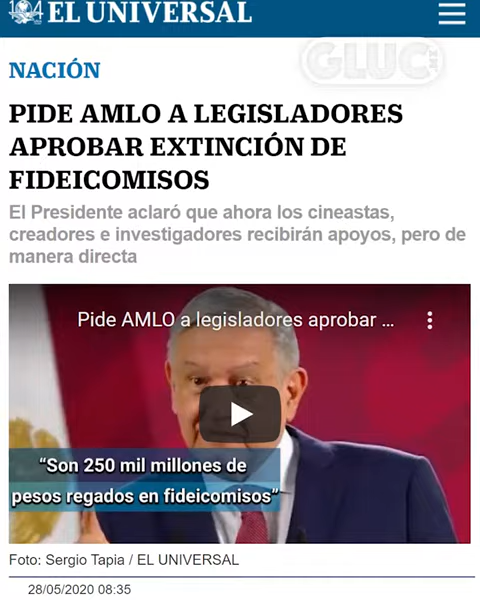 104 EL UNIVERSAL
GLUC.MX
NACIÓN
PIDE AMLO A LEGISLADORES
APROBAR EXTINCIÓN DE
FIDEICOMISOS
El Presidente aclaró que ahora los cineastas,
creadores e investigadores recibirán apoyos, pero de
manera directa
Pide AMLO a legisladores aprobar ...
“Son 250 mil millones de
pesos regados en fideicomisos”
Foto: Sergio Tapia / EL UNIVERSAL
28/05/2020 08:35